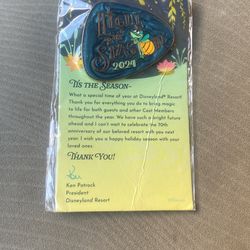 'TIS THE SEASON~
What a special time of year at Disneyland® Resort!
Thank you for everything you do to bring magic
to life for both guests and other Cast Members
throughout the year. We have such a bright future
ahead and I can't wait to celebrate the 70th
anniversary of our beloved resort with you next
year. I wish you a happy holiday season with your
loved ones.
THANK YOU!
Ken
Ken Potrock
President
Disneyland Resort
2024